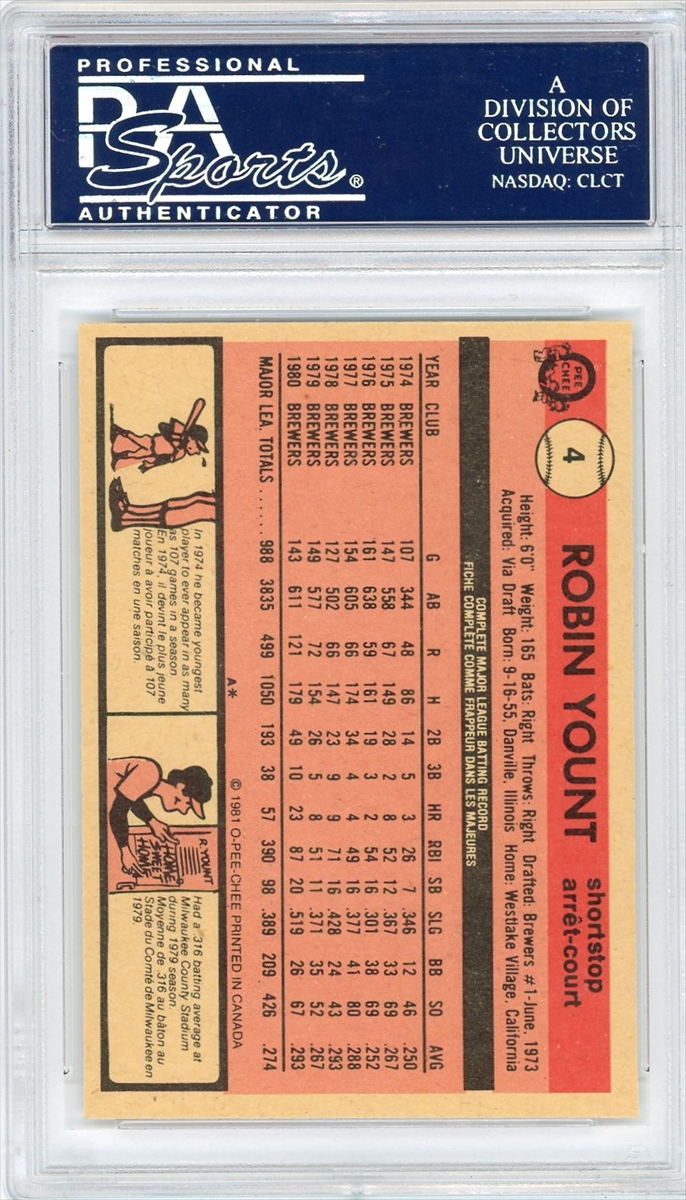 PROFESSIONAL
PSA
Sports®
AUTHENTICATOR
A
DIVISION OF
COLLECTORS
UNIVERSE
NASDAQ: CLCT
O
PEE
CHEE
4
ROBIN YOUNT
shortstop
arrêt-court
Height: 6'0" Weight: 165 Bats: Right Throws: Right Drafted: Brewers #1-June, 1973
Acquired: Via Draft Born: 9-16-55, Danville, Illinois Home: Westlake Village, California
COMPLETE MAJOR LEAGUE BATTING RECORD
FICHE COMPLÈTE COMME FRAPPEUR DANS LES MAJEURES
YEAR CLUB G AB R H 2B 3B HR RBI SB SLG BB SO AVG
1974 BREWERS 107 344 48 86 14 5 3 26 7 .346 12 46 .250
1975 BREWERS 147 558 67 149 28 2 8 52 12 .367 33 69 .267
1976 BREWERS 161 638 59 161 19 3 2 54 16 .301 38 69 .252
1977 BREWERS 154 605 66 174 34 4 4 49 16 .377 41 80 .288
1978 BREWERS 127 502 66 147 23 9 9 71 16 .428 24 43 .293
1979 BREWERS 149 577 72 154 26 5 8 51 11 .371 35 52 .267
1980 BREWERS 143 611 121 179 49 10 23 87 20 .519 26 67 .293
MAJOR LEA. TOTALS ....... 988 3835 499 1050 193 38 57 390 98 .389 209 426 .274
A*
© 1981 O-PEE-CHEE PRINTED IN CANADA
In 1974 he became youngest
player to ever appear in as many
as 107 games in a season.
En 1974, il devint le plus jeune
joueur à avoir participé à 107
matches en une saison.
R. YOUNT
HOME
SWEET
HOME
Had a .316 batting average at
Milwaukee County Stadium
during 1979 season.
Moyenne de .316 au bâton au
Stade du Comté de Milwaukee en
1979.